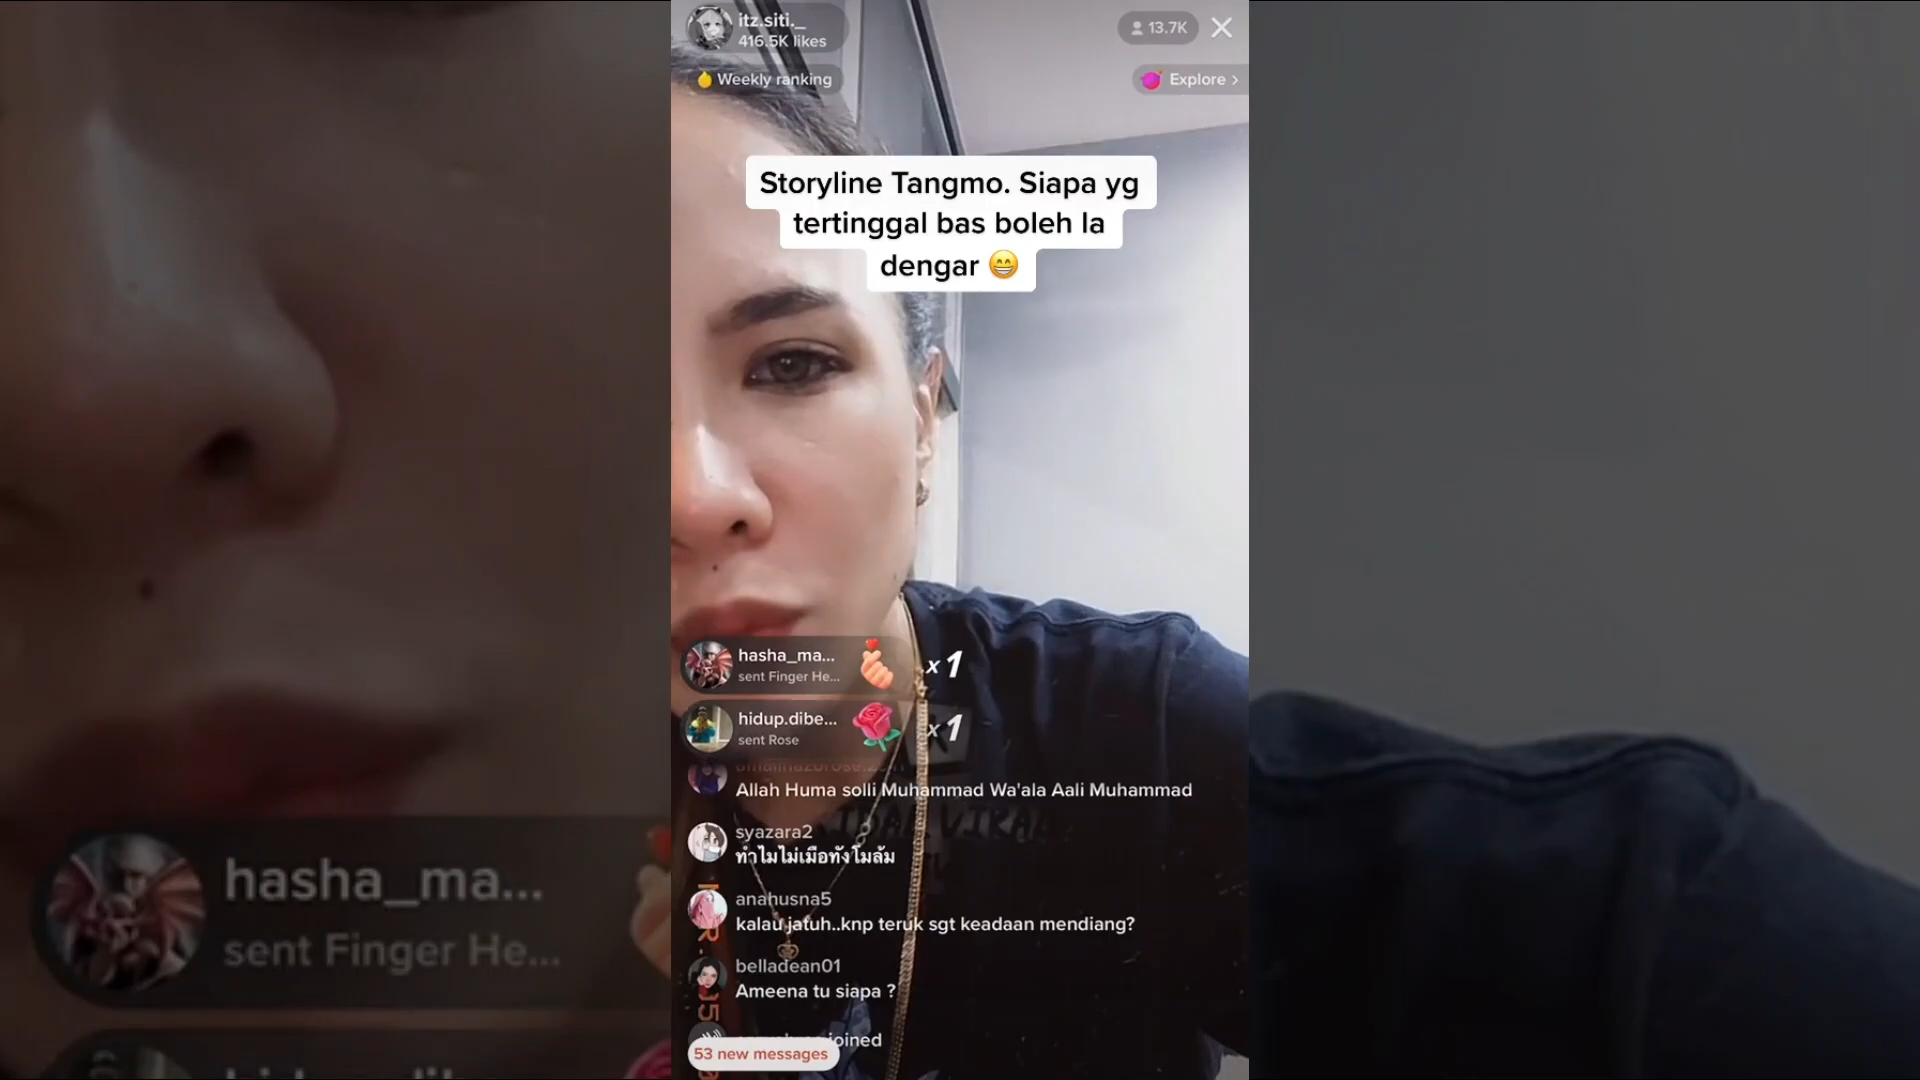 itz.siti._
416.5K likes
13.7K
Weekly ranking
Explore >
Storyline Tangmo. Siapa yg
tertinggal bas boleh la
dengar 😁
hasha_ma...
sent Finger He...
x1
hidup.dibe...
sent Rose
x1
Allah Huma solli Muhammad Wa'ala Aali Muhammad
syazara2
ทำไมไม่เมือทังโมล้ม
anahusna5
kalau jatuh..knp teruk sgt keadaan mendiang?
belladean01
Ameena tu siapa ?
joined
53 new messages
hasha_ma...
sent Finger He...